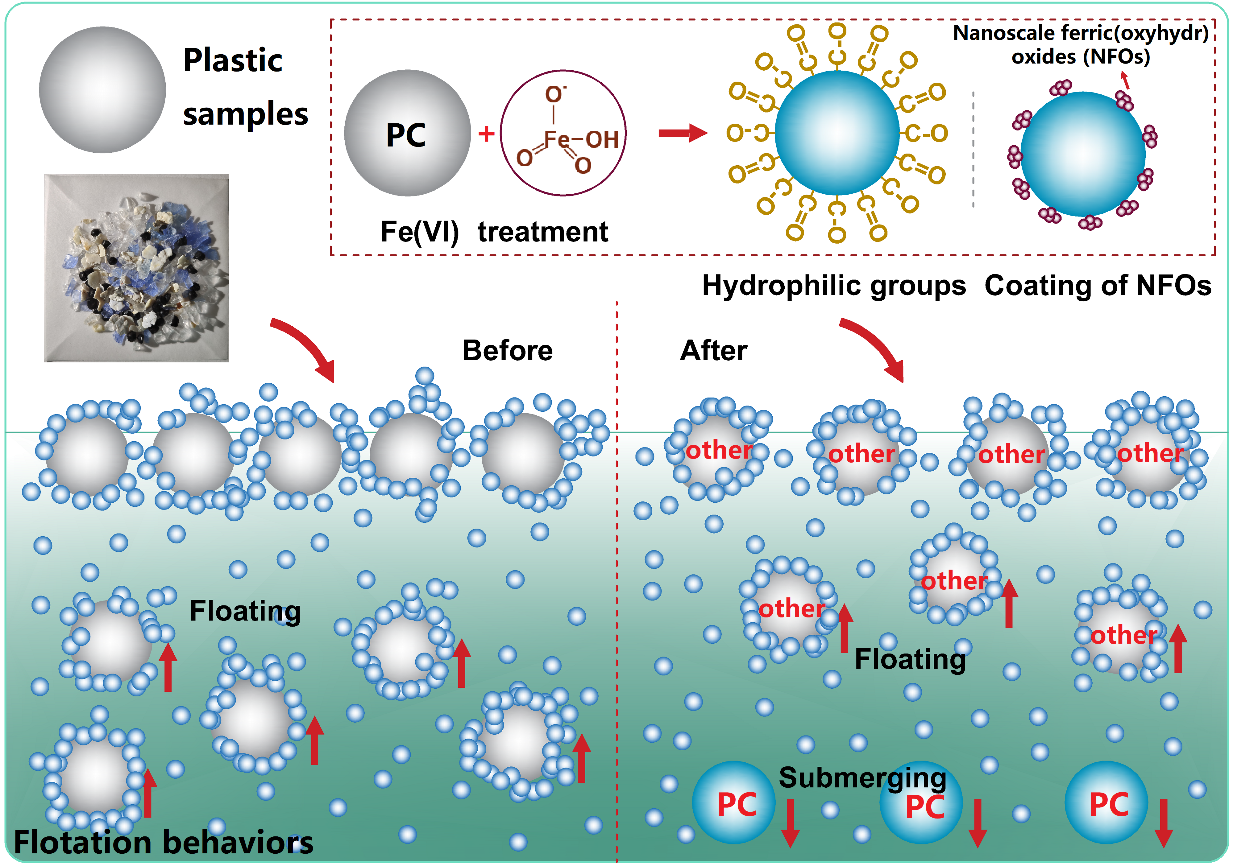 Plastic
samples
PC
+
O-
Fe
OH
O
O
Fe(VI) treatment
O-C
C-O
Nanoscale ferric(oxyhydr)
oxides (NFOs)
Hydrophilic groups
Coating of NFOs
Before
After
other
other
other
other
Floating
other
other
other
Floating
Submerging
PC
PC
PC
Flotation behaviors